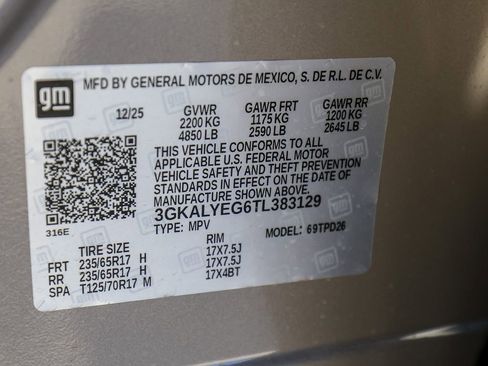 gm
MFD BY GENERAL MOTORS DE MEXICO, S. DE R.L. DE C.V.
12/25 GVWR GAWR FRT GAWR RR
2200 KG 1175 KG 1200 KG
4850 LB 2590 LB 2645 LB
THIS VEHICLE CONFORMS TO ALL
APPLICABLE U.S. FEDERAL MOTOR
VEHICLE SAFETY AND THEFT PREVENTION
STANDARDS IN EFFECT ON THE DATE OF
MANUFACTURE SHOWN ABOVE.
3GKALYEG6TL383129
316E TYPE: MPV MODEL: 69TPD26
TIRE SIZE RIM
FRT 235/65R17 H 17X7.5J
RR 235/65R17 H 17X7.5J
SPA T125/70R17 M 17X4BT